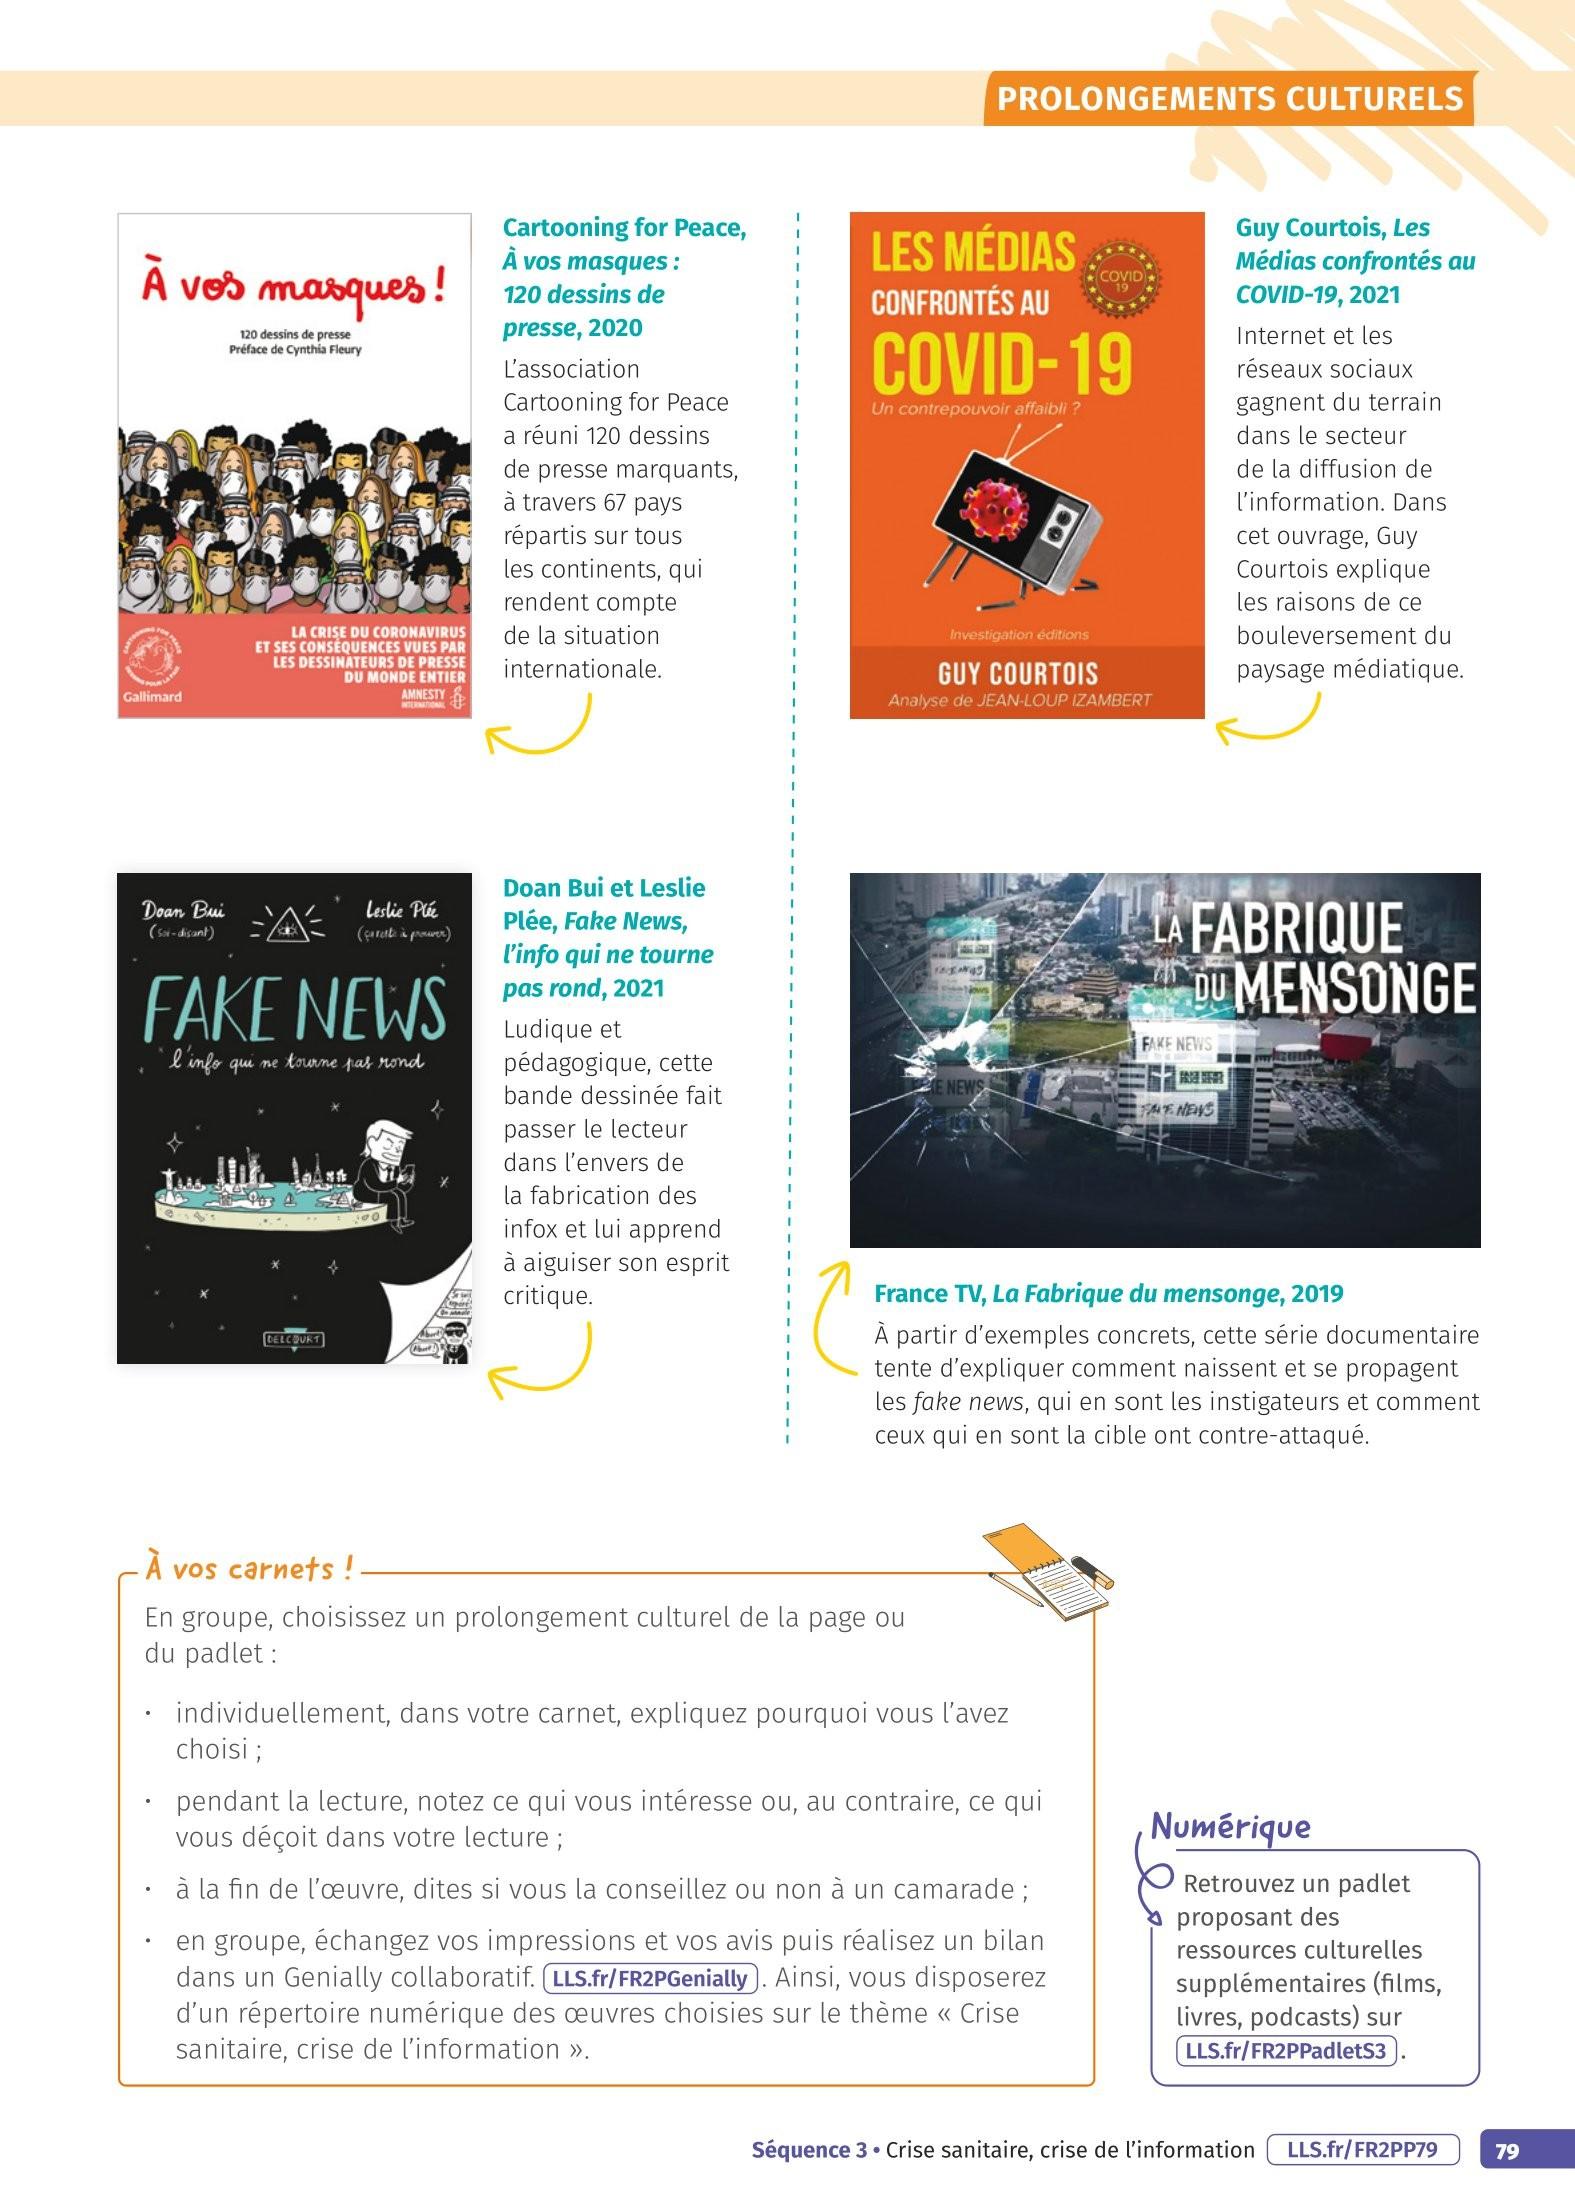 PROLONGEMENTS CULTURELS
À vos masques !
120 dessins de presse
Préface de Cynthia Fleury
LA CRISE DU CORONAVIRUS
ET SES CONSÉQUENCES VUES PAR
LES DESSINATEURS DE PRESSE
DU MONDE ENTIER
CARTOONING FOR PEACE
DESSINS POUR LA PAIX
Gallimard
AMNESTY
INTERNATIONAL
Cartooning for Peace,
À vos masques :
120 dessins de
presse, 2020
L’association
Cartooning for Peace
a réuni 120 dessins
de presse marquants,
à travers 67 pays
répartis sur tous
les continents, qui
rendent compte
de la situation
internationale.
LES MÉDIAS
CONFRONTÉS AU
COVID-19
COVID
19
Un contrepouvoir affaibli ?
Investigation éditions
GUY COURTOIS
Analyse de JEAN-LOUP IZAMBERT
Guy Courtois, Les
Médias confrontés au
COVID-19, 2021
Internet et les
réseaux sociaux
gagnent du terrain
dans le secteur
de la diffusion de
l’information. Dans
cet ouvrage, Guy
Courtois explique
les raisons de ce
bouleversement du
paysage médiatique.
Doan Bui
(soi-disant)
Leslie Plée
(ça reste à prouver)
FAKE NEWS
l'info qui ne tourne pas rond
DELCOURT
Doan Bui et Leslie
Plée, Fake News,
l’info qui ne tourne
pas rond, 2021
Ludique et
pédagogique, cette
bande dessinée fait
passer le lecteur
dans l’envers de
la fabrication des
infox et lui apprend
à aiguiser son esprit
critique.
LA FABRIQUE
DU MENSONGE
FAKE NEWS
FAKE NEWS
FAKE NEWS
FAKE NEWS
France TV, La Fabrique du mensonge, 2019
À partir d’exemples concrets, cette série documentaire
tente d’expliquer comment naissent et se propagent
les fake news, qui en sont les instigateurs et comment
ceux qui en sont la cible ont contre-attaqué.
À vos carnets !
En groupe, choisissez un prolongement culturel de la page ou
du padlet :
• individuellement, dans votre carnet, expliquez pourquoi vous l’avez
choisi ;
• pendant la lecture, notez ce qui vous intéresse ou, au contraire, ce qui
vous déçoit dans votre lecture ;
• à la fin de l’œuvre, dites si vous la conseillez ou non à un camarade ;
• en groupe, échangez vos impressions et vos avis puis réalisez un bilan
dans un Genially collaboratif. LLS.fr/FR2PGenially . Ainsi, vous disposerez
d’un répertoire numérique des œuvres choisies sur le thème « Crise
sanitaire, crise de l’information ».
Numérique
Retrouvez un padlet
proposant des
ressources culturelles
supplémentaires (films,
livres, podcasts) sur
LLS.fr/FR2PPadletS3 .
Séquence 3 • Crise sanitaire, crise de l’information LLS.fr/FR2PP79 79